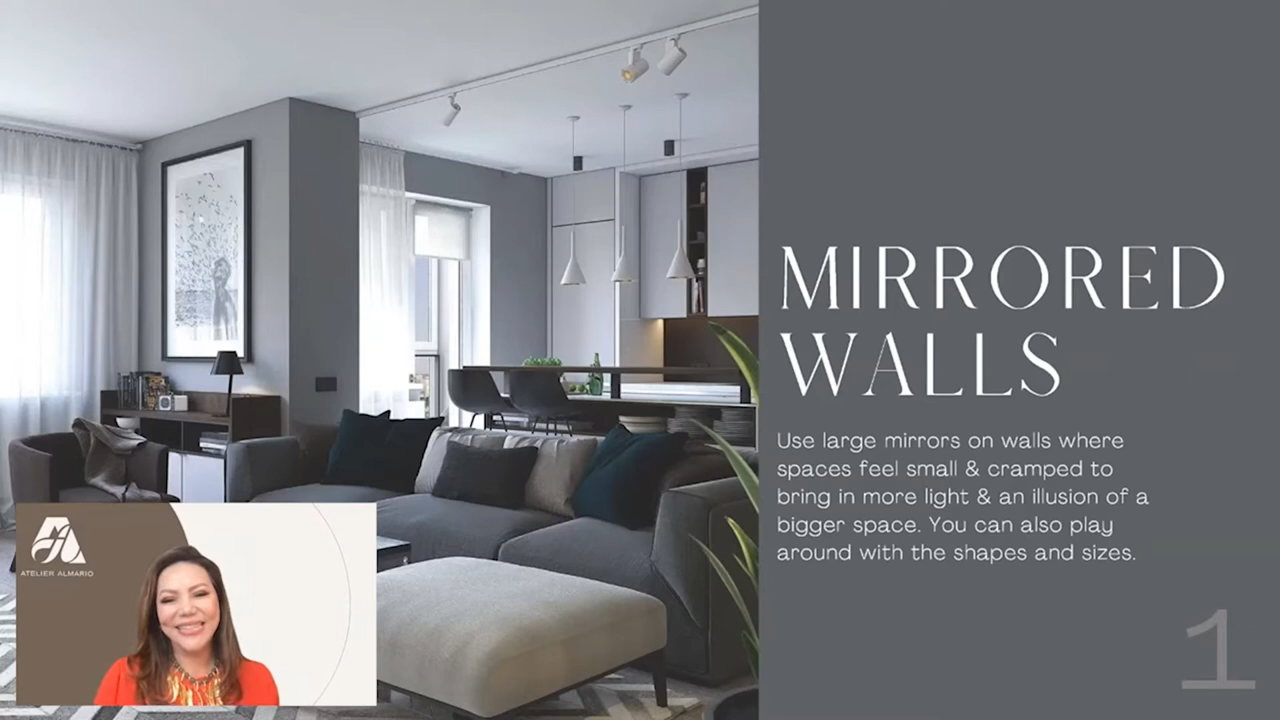 MIRRORED
WALLS
Use large mirrors on walls where
spaces feel small & cramped to
bring in more light & an illusion of a
bigger space. You can also play
around with the shapes and sizes.
1
ATELIER ALMARIO